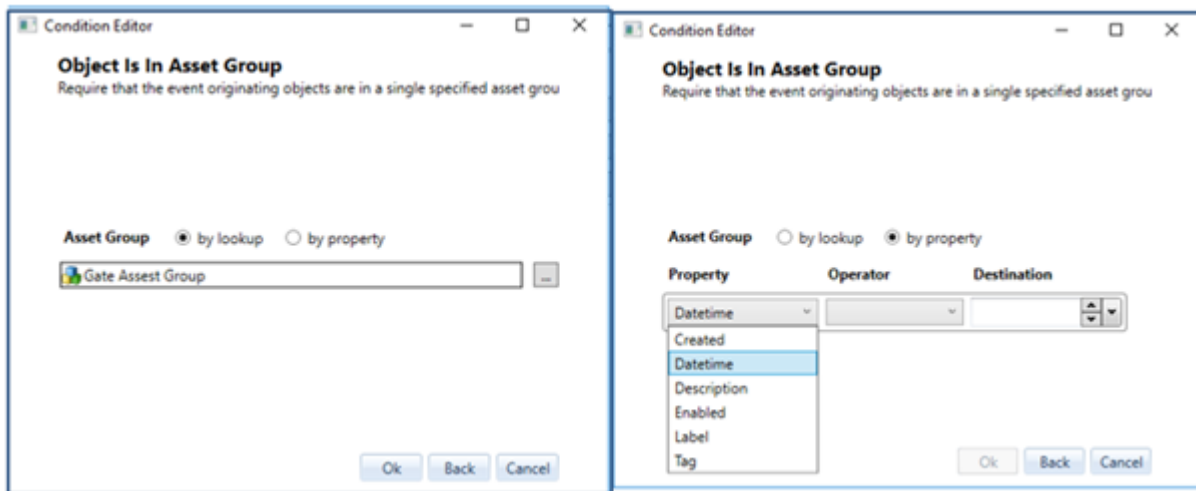 Condition Editor
Object Is In Asset Group
Require that the event originating objects are in a single specified asset grou
Asset Group by lookup by property
Gate Assest Group ...
Ok Back Cancel
Condition Editor
Object Is In Asset Group
Require that the event originating objects are in a single specified asset grou
Asset Group by lookup by property
Property Operator Destination
Datetime
Created
Datetime
Description
Enabled
Label
Tag
Ok Back Cancel